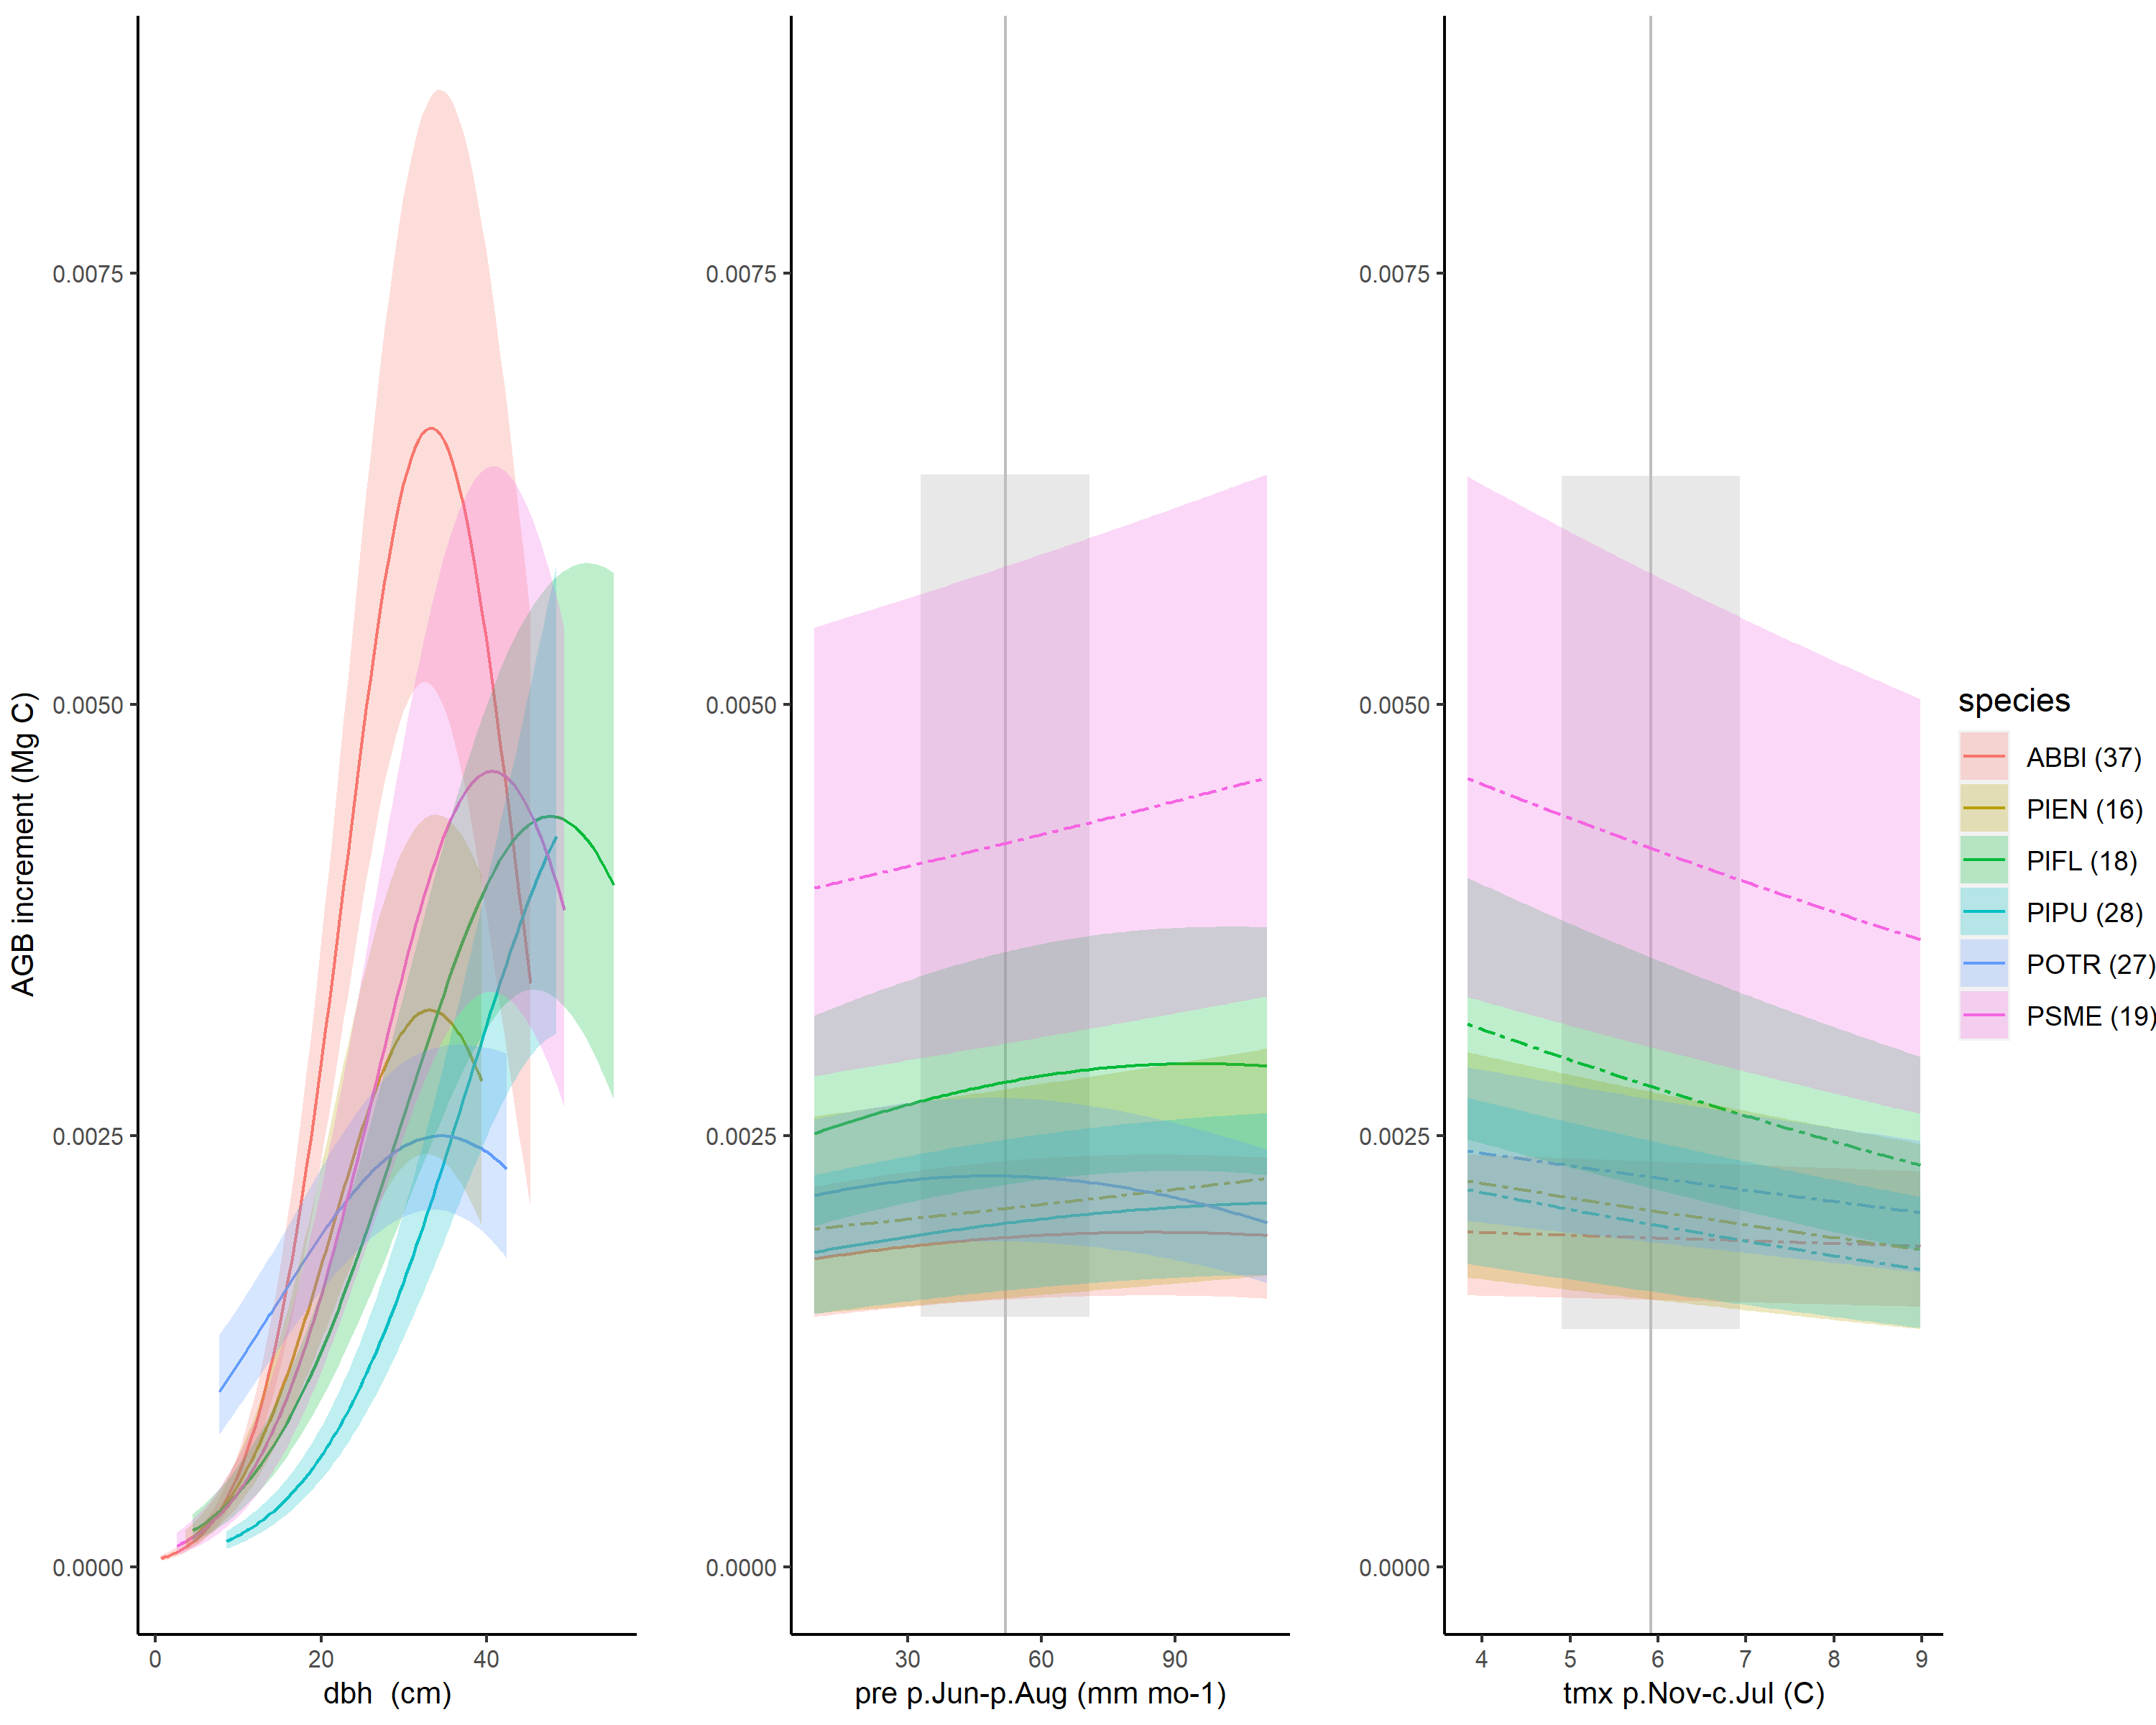 AGB increment (Mg C)
0.0075
0.0050
0.0025
0.0000
0 20 40
dbh (cm)
0.0075
0.0050
0.0025
0.0000
30 60 90
pre p.Jun-p.Aug (mm mo-1)
0.0075
0.0050
0.0025
0.0000
4 5 6 7 8 9
tmx p.Nov-c.Jul (C)
species
ABBI (37)
PIEN (16)
PIFL (18)
PIPU (28)
POTR (27)
PSME (19)